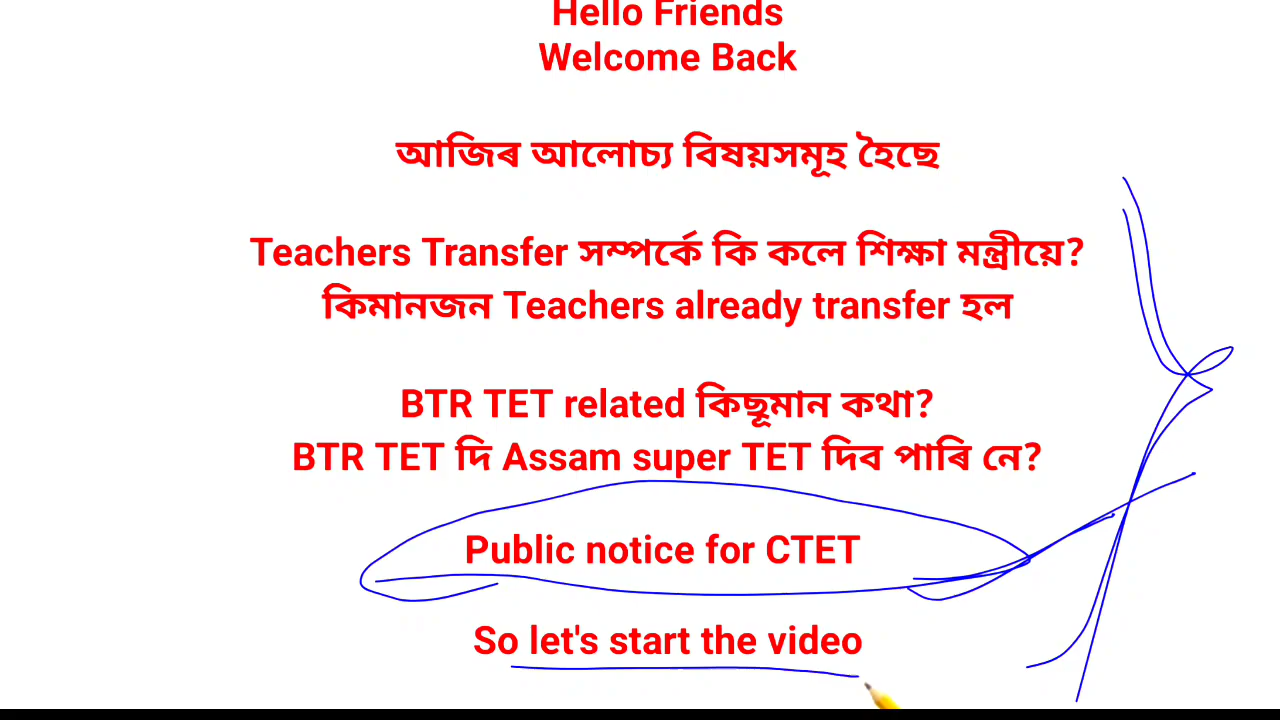 Hello Friends
Welcome Back
আজিৰ আলোচ্য বিষয়সমূহ হৈছে
Teachers Transfer সম্পৰ্কে কি কলে শিক্ষা মন্ত্ৰীয়ে?
কিমানজন Teachers already transfer হল
BTR TET related কিছূমান কথা?
BTR TET দি Assam super TET দিব পাৰি নে?
Public notice for CTET
So let's start the video